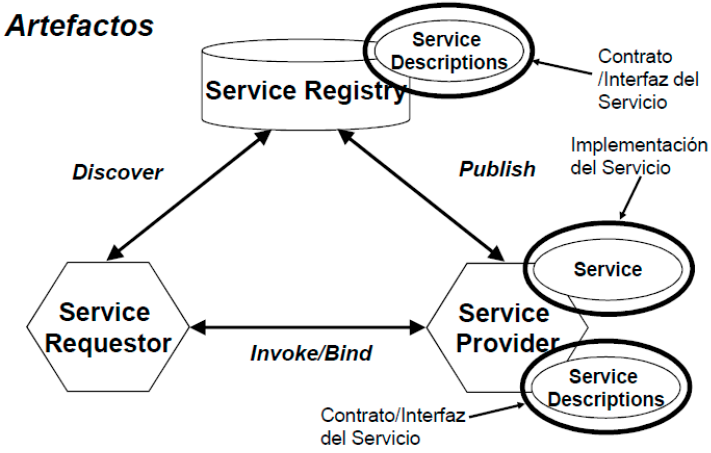 Artefactos
Service
Descriptions
Service Registry
Contrato
/Interfaz del
Servicio
Implementación
del Servicio
Discover
Publish
Service
Service
Requestor
Service
Provider
Invoke/Bind
Service
Descriptions
Contrato/Interfaz
del Servicio